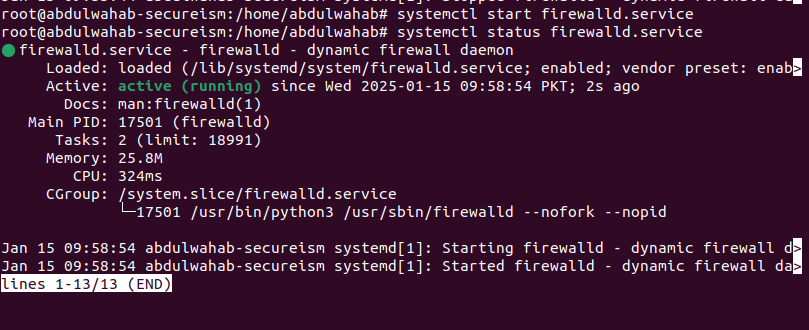 root@abdulwahab-secureism:/home/abdulwahab# systemctl start firewalld.service
root@abdulwahab-secureism:/home/abdulwahab# systemctl status firewalld.service
● firewalld.service - firewalld - dynamic firewall daemon
Loaded: loaded (/lib/systemd/system/firewalld.service; enabled; vendor preset: enab>
Active: active (running) since Wed 2025-01-15 09:58:54 PKT; 2s ago
Docs: man:firewalld(1)
Main PID: 17501 (firewalld)
Tasks: 2 (limit: 18991)
Memory: 25.8M
CPU: 324ms
CGroup: /system.slice/firewalld.service
└─17501 /usr/bin/python3 /usr/sbin/firewalld --nofork --nopid
Jan 15 09:58:54 abdulwahab-secureism systemd[1]: Starting firewalld - dynamic firewall d>
Jan 15 09:58:54 abdulwahab-secureism systemd[1]: Started firewalld - dynamic firewall da>
lines 1-13/13 (END)